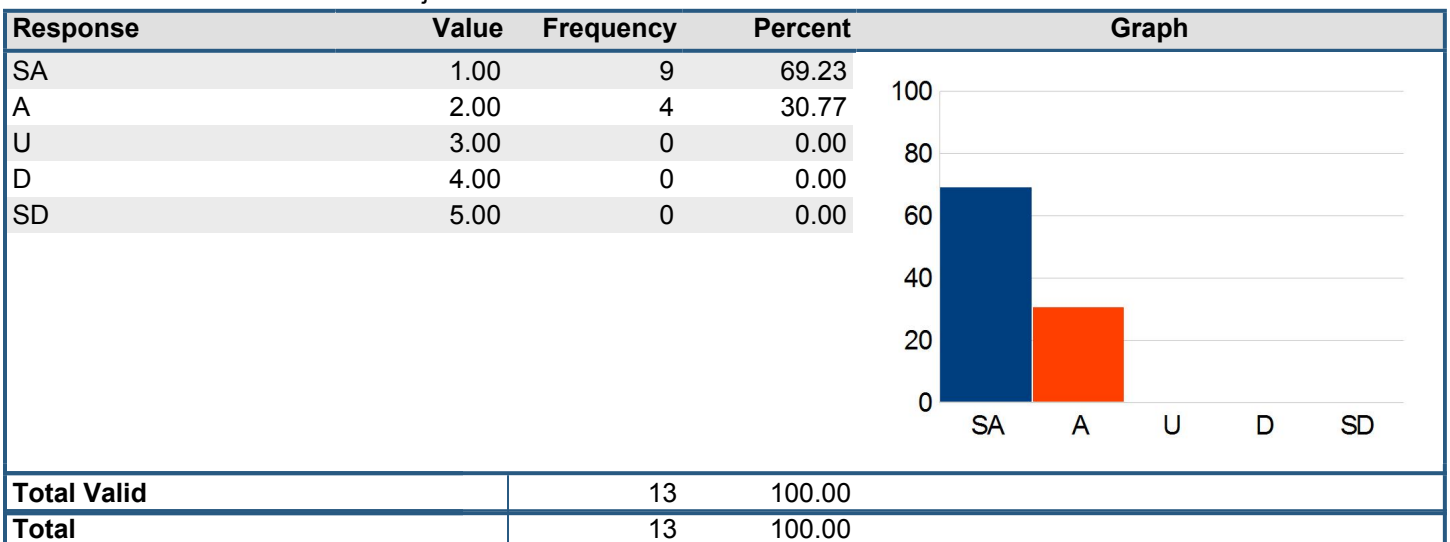 Response Value Frequency Percent Graph
SA 1.00 9 69.23
A 2.00 4 30.77
U 3.00 0 0.00
D 4.00 0 0.00
SD 5.00 0 0.00
100
80
60
40
20
0
SA A U D SD
Total Valid 13 100.00
Total 13 100.00